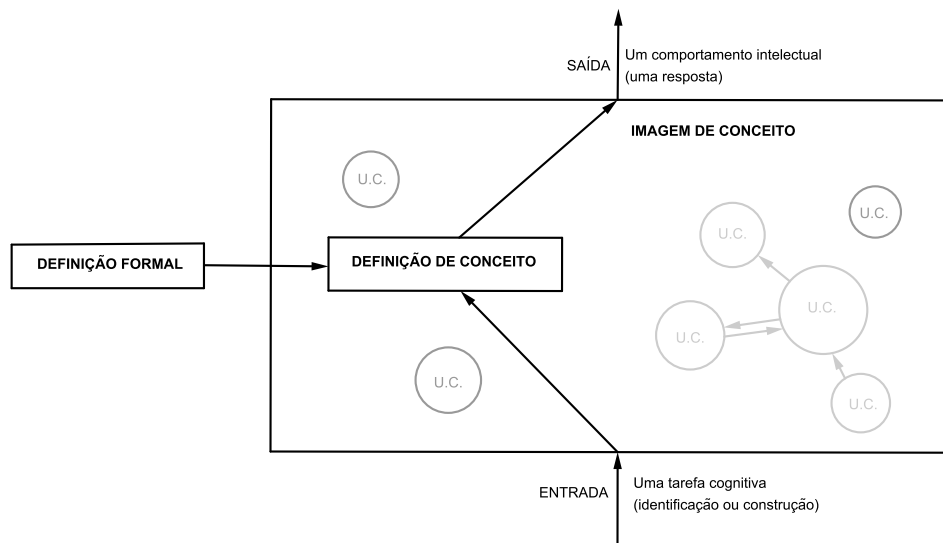 SAÍDA
Um comportamento intelectual
(uma resposta)
IMAGEM DE CONCEITO
U.C.
U.C.
U.C.
DEFINIÇÃO FORMAL
DEFINIÇÃO DE CONCEITO
U.C.
U.C.
U.C.
U.C.
ENTRADA
Uma tarefa cognitiva
(identificação ou construção)